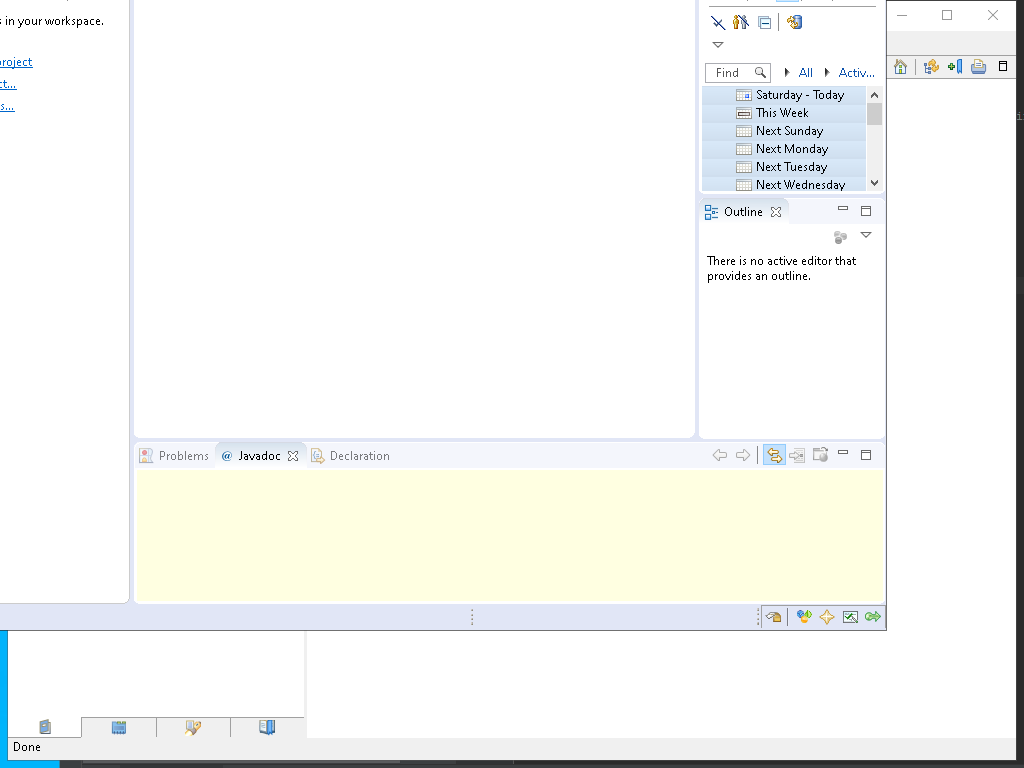 s in your workspace.
roject
ct...
s...
Find
All
Activ...
Saturday - Today
This Week
Next Sunday
Next Monday
Next Tuesday
Next Wednesday
Outline
There is no active editor that
provides an outline.
Problems
@ Javadoc
Declaration
Done